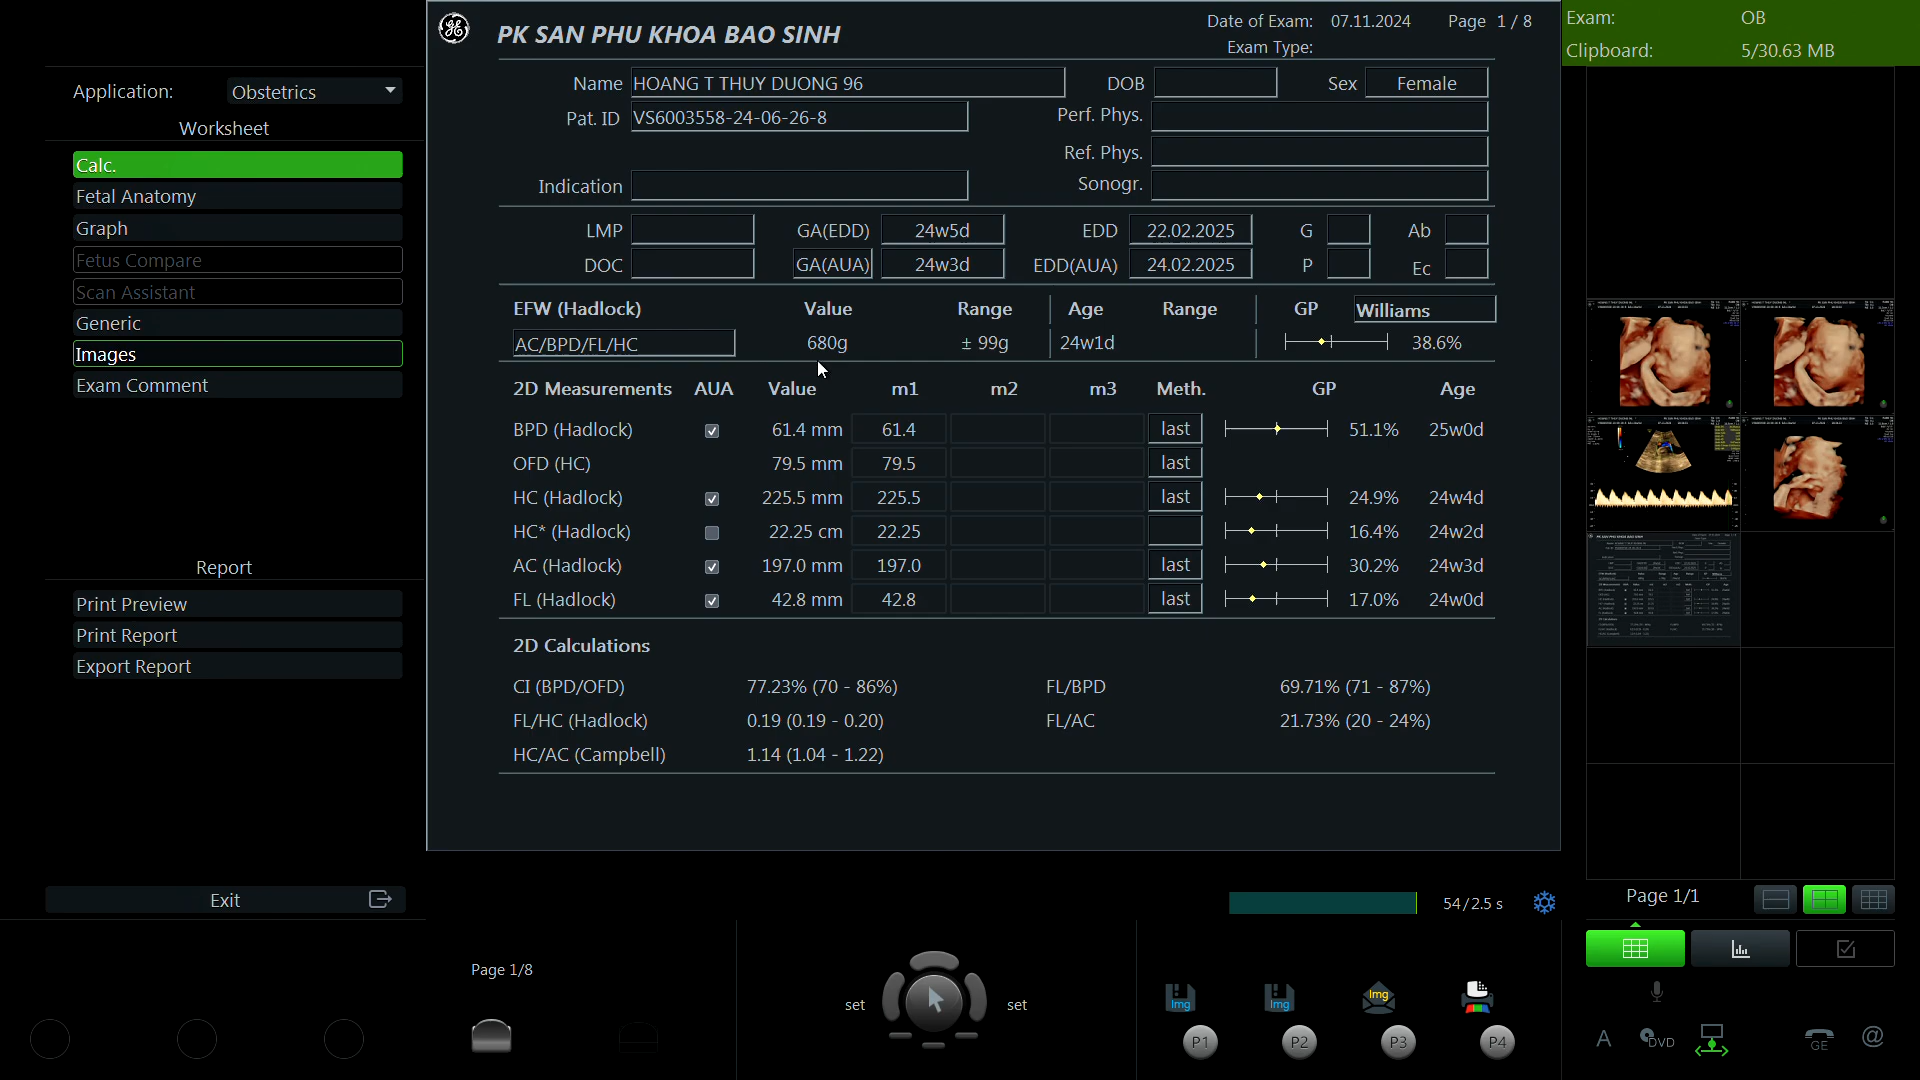 Application: Obstetrics
Worksheet
Calc.
Fetal Anatomy
Graph
Fetus Compare
Scan Assistant
Generic
Images
Exam Comment
Report
Print Preview
Print Report
Export Report
Exit
PK SAN PHU KHOA BAO SINH
Date of Exam: 07.11.2024 Page 1 / 8
Exam Type:
Name HOANG T THUY DUONG 96 DOB Sex Female
Pat. ID VS6003558-24-06-26-8 Perf. Phys.
Ref. Phys.
Indication Sonogr.
LMP GA(EDD) 24w5d EDD 22.02.2025 G Ab
DOC GA(AUA) 24w3d EDD(AUA) 24.02.2025 P Ec
EFW (Hadlock) Value Range Age Range GP Williams
AC/BPD/FL/HC 680g ± 99g 24w1d 38.6%
2D Measurements AUA Value m1 m2 m3 Meth. GP Age
BPD (Hadlock) 61.4 mm 61.4 last 51.1% 25w0d
OFD (HC) 79.5 mm 79.5 last
HC (Hadlock) 225.5 mm 225.5 last 24.9% 24w4d
HC* (Hadlock) 22.25 cm 22.25 16.4% 24w2d
AC (Hadlock) 197.0 mm 197.0 last 30.2% 24w3d
FL (Hadlock) 42.8 mm 42.8 last 17.0% 24w0d
2D Calculations
CI (BPD/OFD) 77.23% (70 - 86%) FL/BPD 69.71% (71 - 87%)
FL/HC (Hadlock) 0.19 (0.19 - 0.20) FL/AC 21.73% (20 - 24%)
HC/AC (Campbell) 1.14 (1.04 - 1.22)
54/2.5 s
Page 1/8
set set
Img Img Img
P1 P2 P3 P4
Exam: OB
Clipboard: 5/30.63 MB
PK SAN PHU KHOA BAO SINH
Page 1/1
A DVD GE @